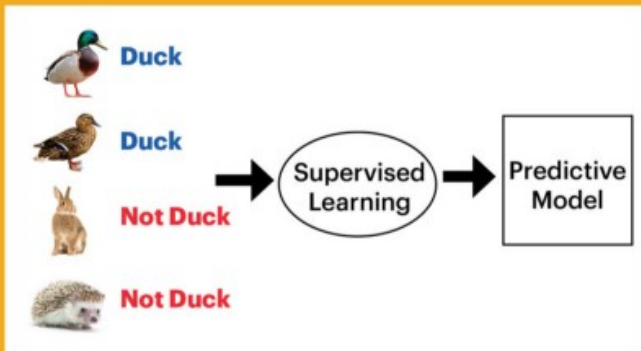 Duck
Duck
Not Duck
Not Duck
Supervised
Learning
Predictive
Model